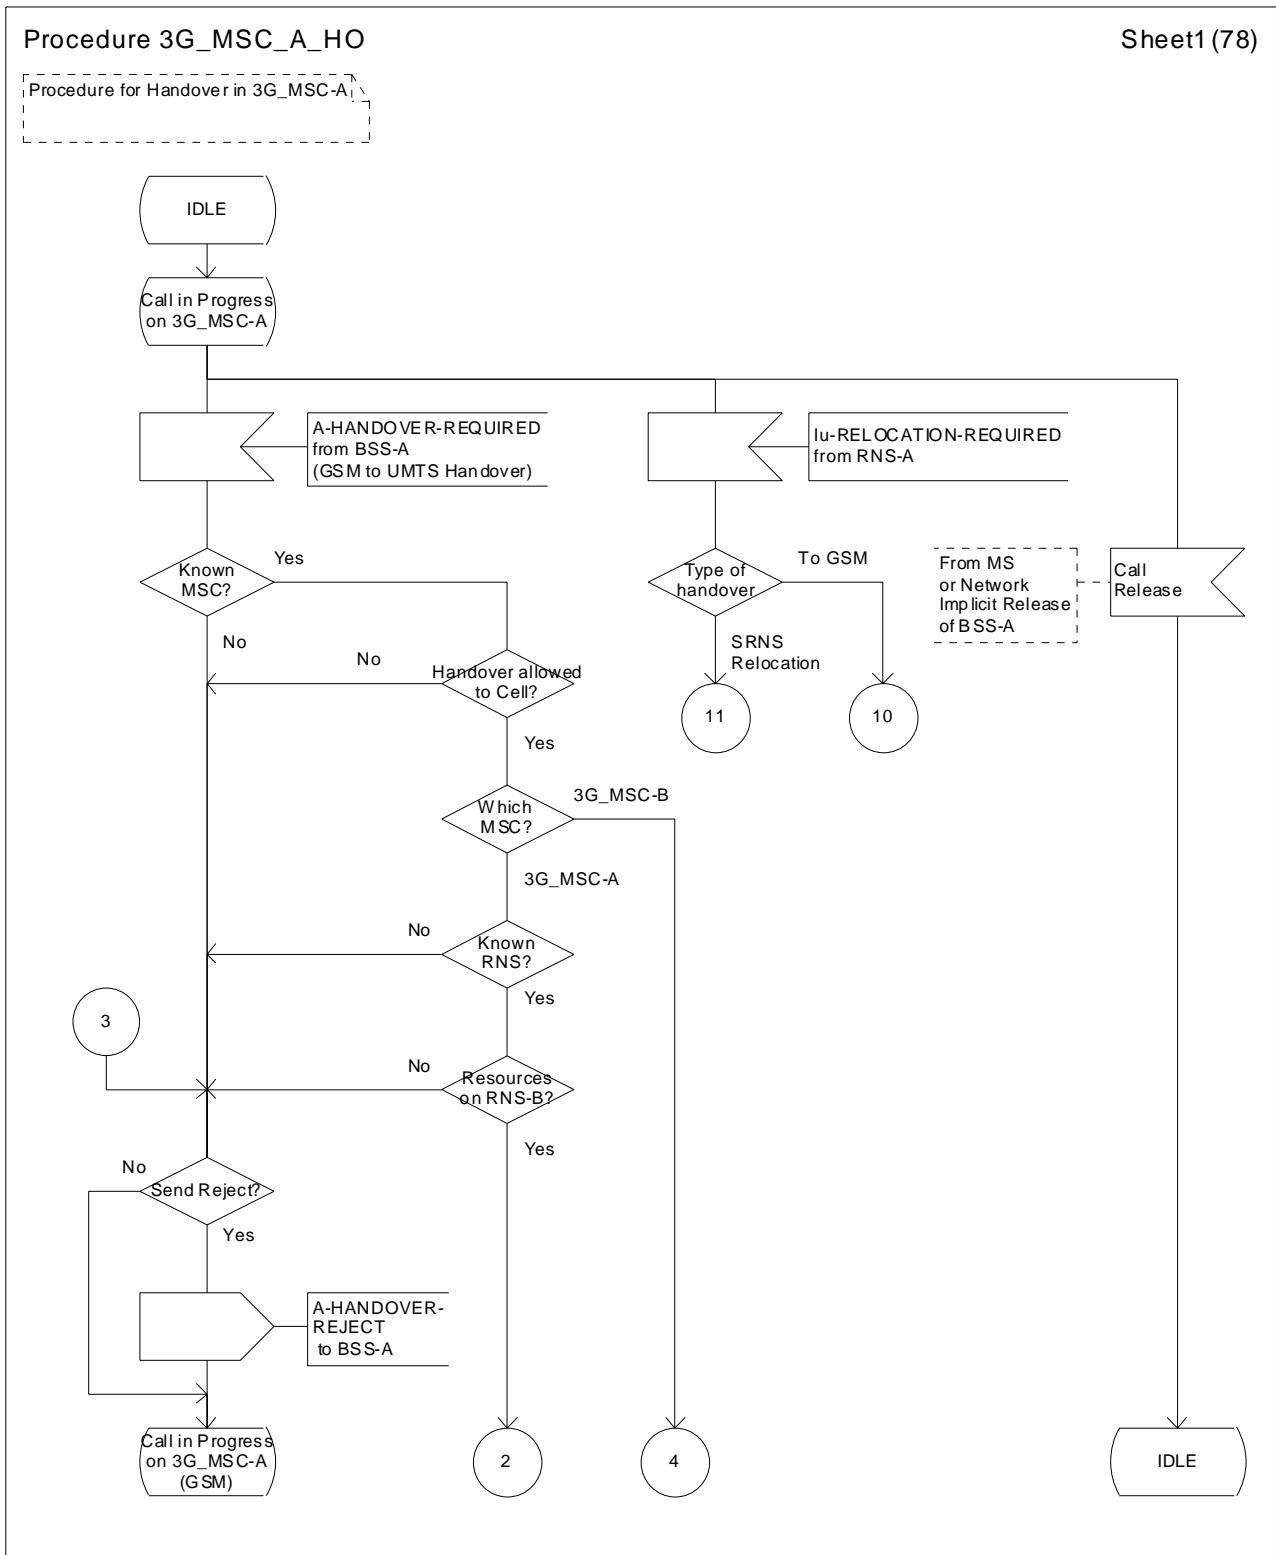 Procedure 3G_MSC_A_HO
Sheet1 (78)
Procedure for Handover in 3G_MSC-A
IDLE
Call in Progress
on 3G_MSC-A
A-HANDOVER-REQUIRED
from BSS-A
(GSM to UMTS Handover)
Iu-RELOCATION-REQUIRED
from RNS-A
Known
MSC?
Yes
No
Type of
handover
To GSM
SRNS
Relocation
From MS
or Network
Implicit Release
of BSS-A
Call
Release
No
Handover allowed
to Cell?
Yes
11
10
Which
MSC?
3G_MSC-B
3G_MSC-A
No
Known
RNS?
Yes
3
No
Resources
on RNS-B?
Yes
No
Send Reject?
Yes
A-HANDOVER-
REJECT
to BSS-A
Call in Progress
on 3G_MSC-A
(GSM)
2
4
IDLE